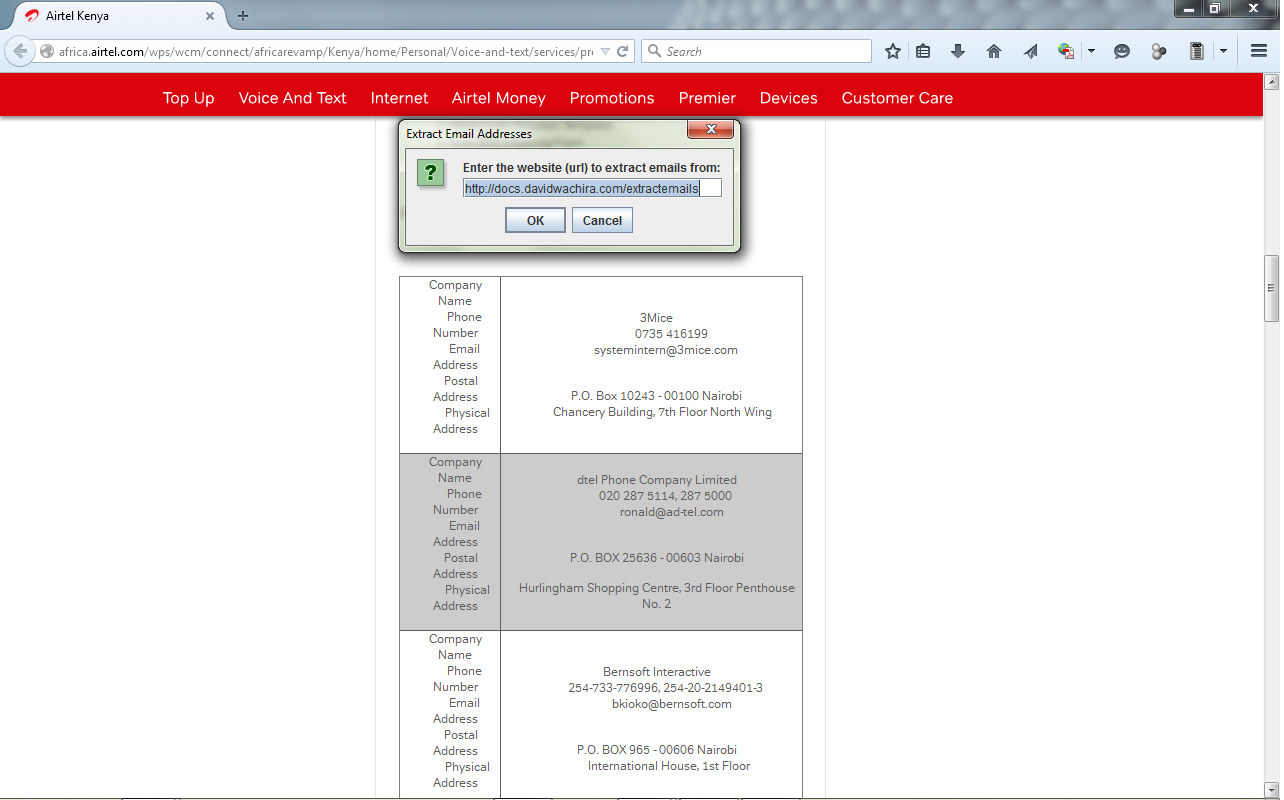 Airtel Kenya
africa.airtel.com/wps/wcm/connect/africarevamp/Kenya/home/Personal/Voice-and-text/services/pre
Search
Top Up Voice And Text Internet Airtel Money Promotions Premier Devices Customer Care
Extract Email Addresses
Enter the website (url) to extract emails from:
?
http://docs.davidwachira.com/extractemails
OK Cancel
Company
Name
Phone
Number
Email
Address
Postal
Address
Physical
Address
3Mice
0735 416199
systemintern@3mice.com
P.O. Box 10243 - 00100 Nairobi
Chancery Building, 7th Floor North Wing
Company
Name
Phone
Number
Email
Address
Postal
Address
Physical
Address
dtel Phone Company Limited
020 287 5114, 287 5000
ronald@ad-tel.com
P.O. BOX 25636 - 00603 Nairobi
Hurlingham Shopping Centre, 3rd Floor Penthouse
No. 2
Company
Name
Phone
Number
Email
Address
Postal
Address
Physical
Address
Bernsoft Interactive
254-733-776996, 254-20-2149401-3
bkioko@bernsoft.com
P.O. BOX 965 - 00606 Nairobi
International House, 1st Floor